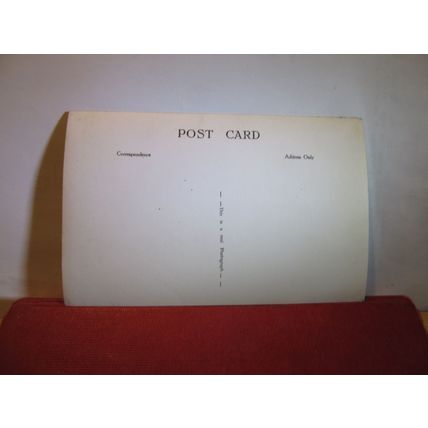 POST CARD
Correspondence
Address Only
This is a real Photograph